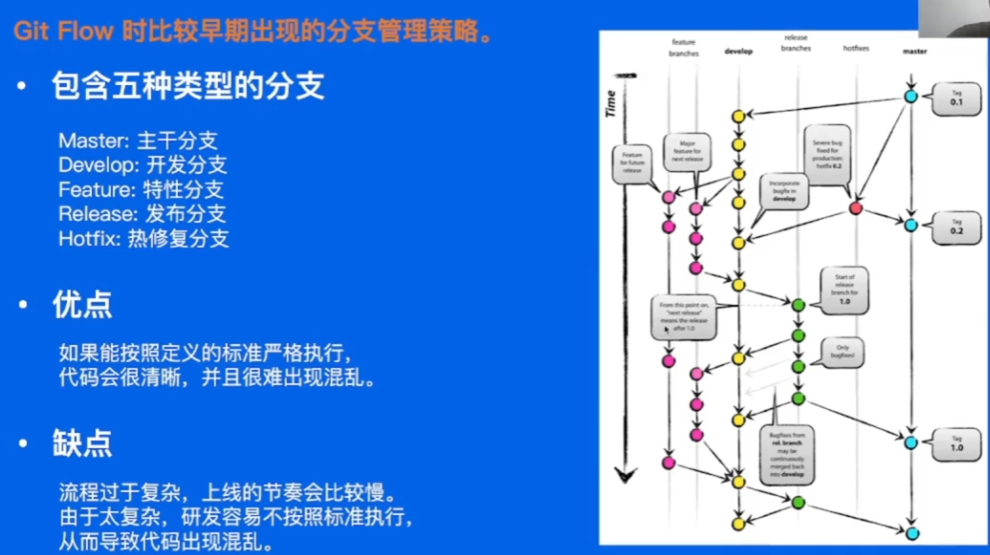 Git Flow 时比较早期出现的分支管理策略。
• 包含五种类型的分支
Master: 主干分支
Develop: 开发分支
Feature: 特性分支
Release: 发布分支
Hotfix: 热修复分支
• 优点
如果能按照定义的标准严格执行，
代码会很清晰，并且很难出现混乱。
• 缺点
流程过于复杂，上线的节奏会比较慢。
由于太复杂，研发容易不按照标准执行，
从而导致代码出现混乱。
feature
branches
develop
release
branches
hotfixes
master
Time
Tag
0.1
Feature
for future
release
Major
feature for
next release
Severe bug
fixed for
production:
hotfix 0.2
Incorporate
bugfix in
develop
Tag
0.2
Start of
release
branch for
1.0
From this point on,
"next release"
means the release
after 1.0
Only
bugfixes!
Tag
1.0
Bugfixes from
rel. branch
may be
continuously
merged back
into develop